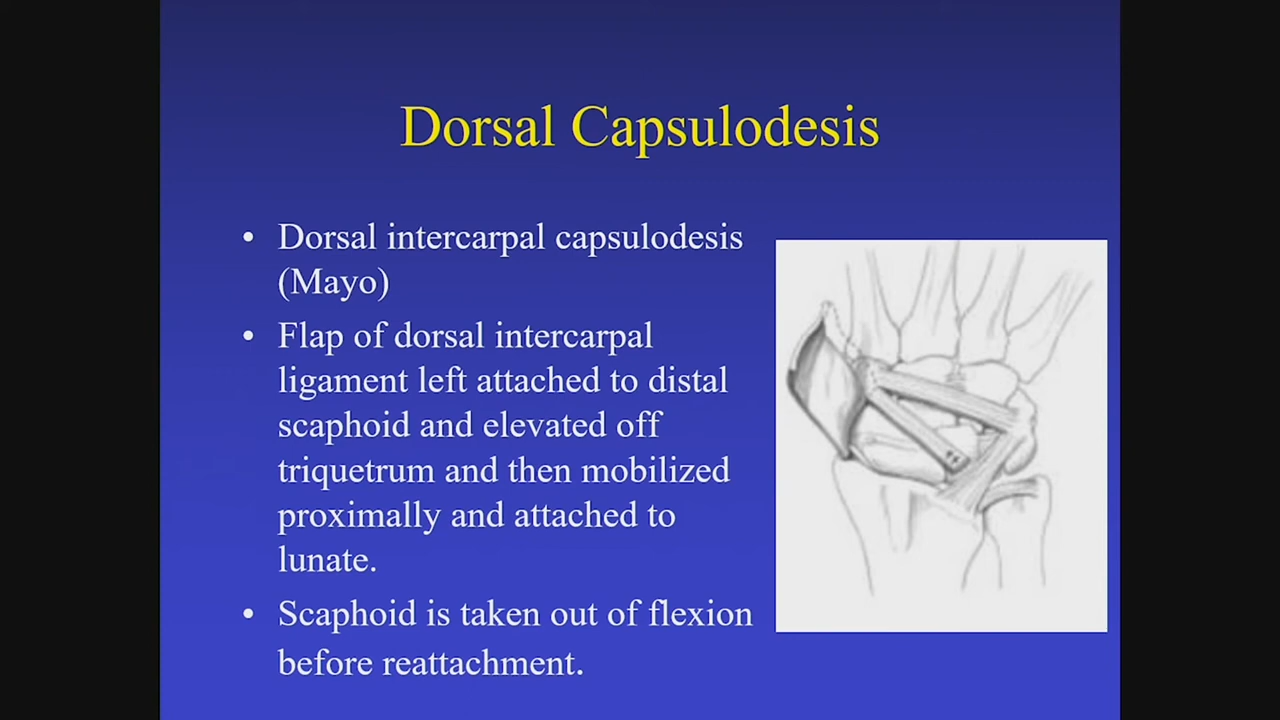 Dorsal Capsulodesis
• Dorsal intercarpal capsulodesis
(Mayo)
• Flap of dorsal intercarpal
ligament left attached to distal
scaphoid and elevated off
triquetrum and then mobilized
proximally and attached to
lunate.
• Scaphoid is taken out of flexion
before reattachment.